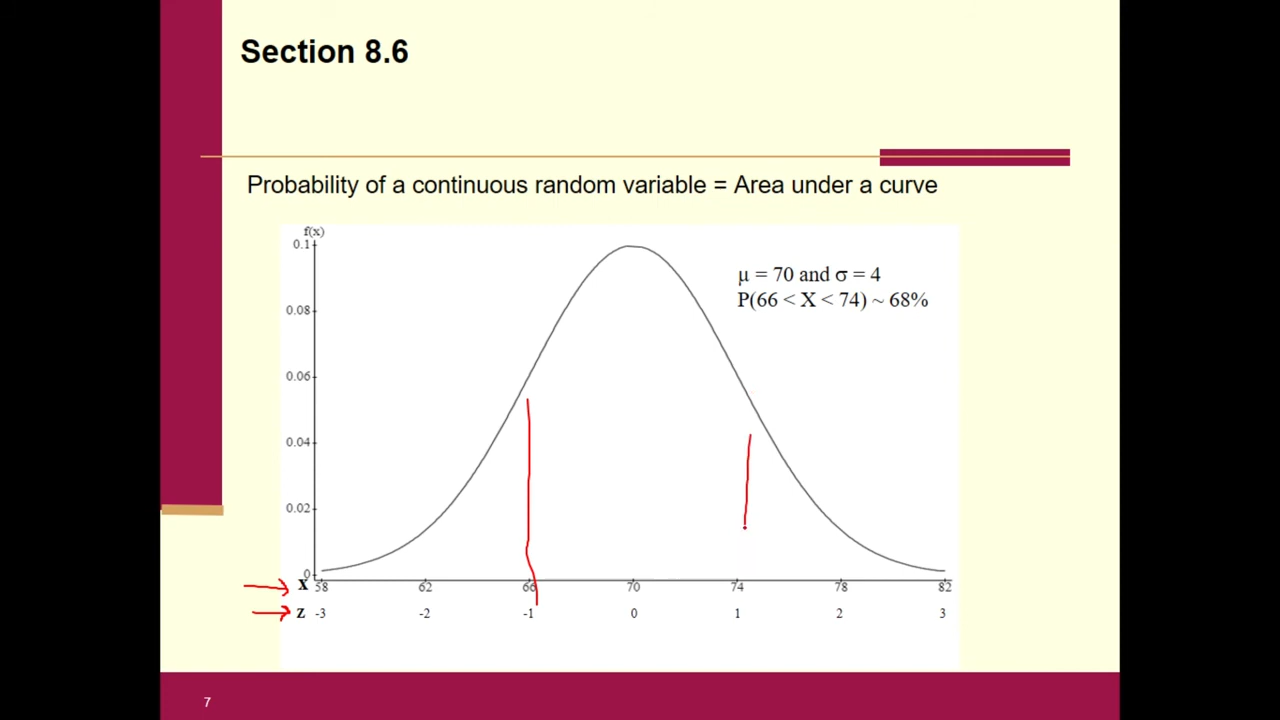 Section 8.6
Probability of a continuous random variable = Area under a curve
f(x)
0.1
μ = 70 and σ = 4
P(66 < X < 74) ~ 68%
0.08
0.06
0.04
0.02
0
X 58 62 66 70 74 78 82
Z -3 -2 -1 0 1 2 3
7